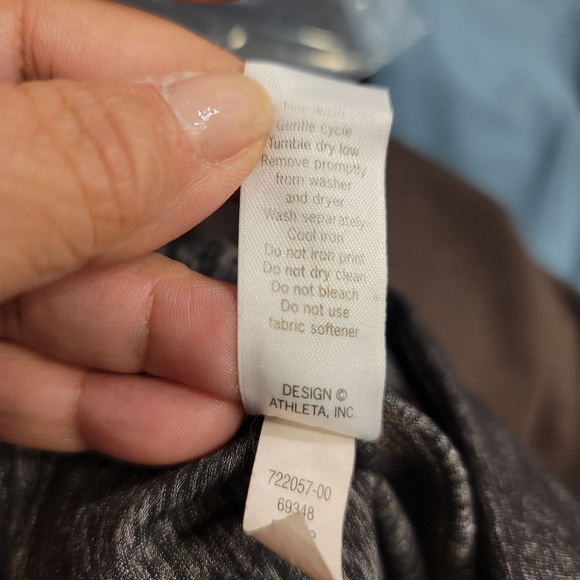 wash
Gentle cycle
Tumble dry low
Remove promptly
from washer
and dryer
Wash separately
Cool iron
Do not iron print
Do not dry clean
Do not bleach
Do not use
fabric softener
DESIGN ©
ATHLETA, INC.
722057-00
69348